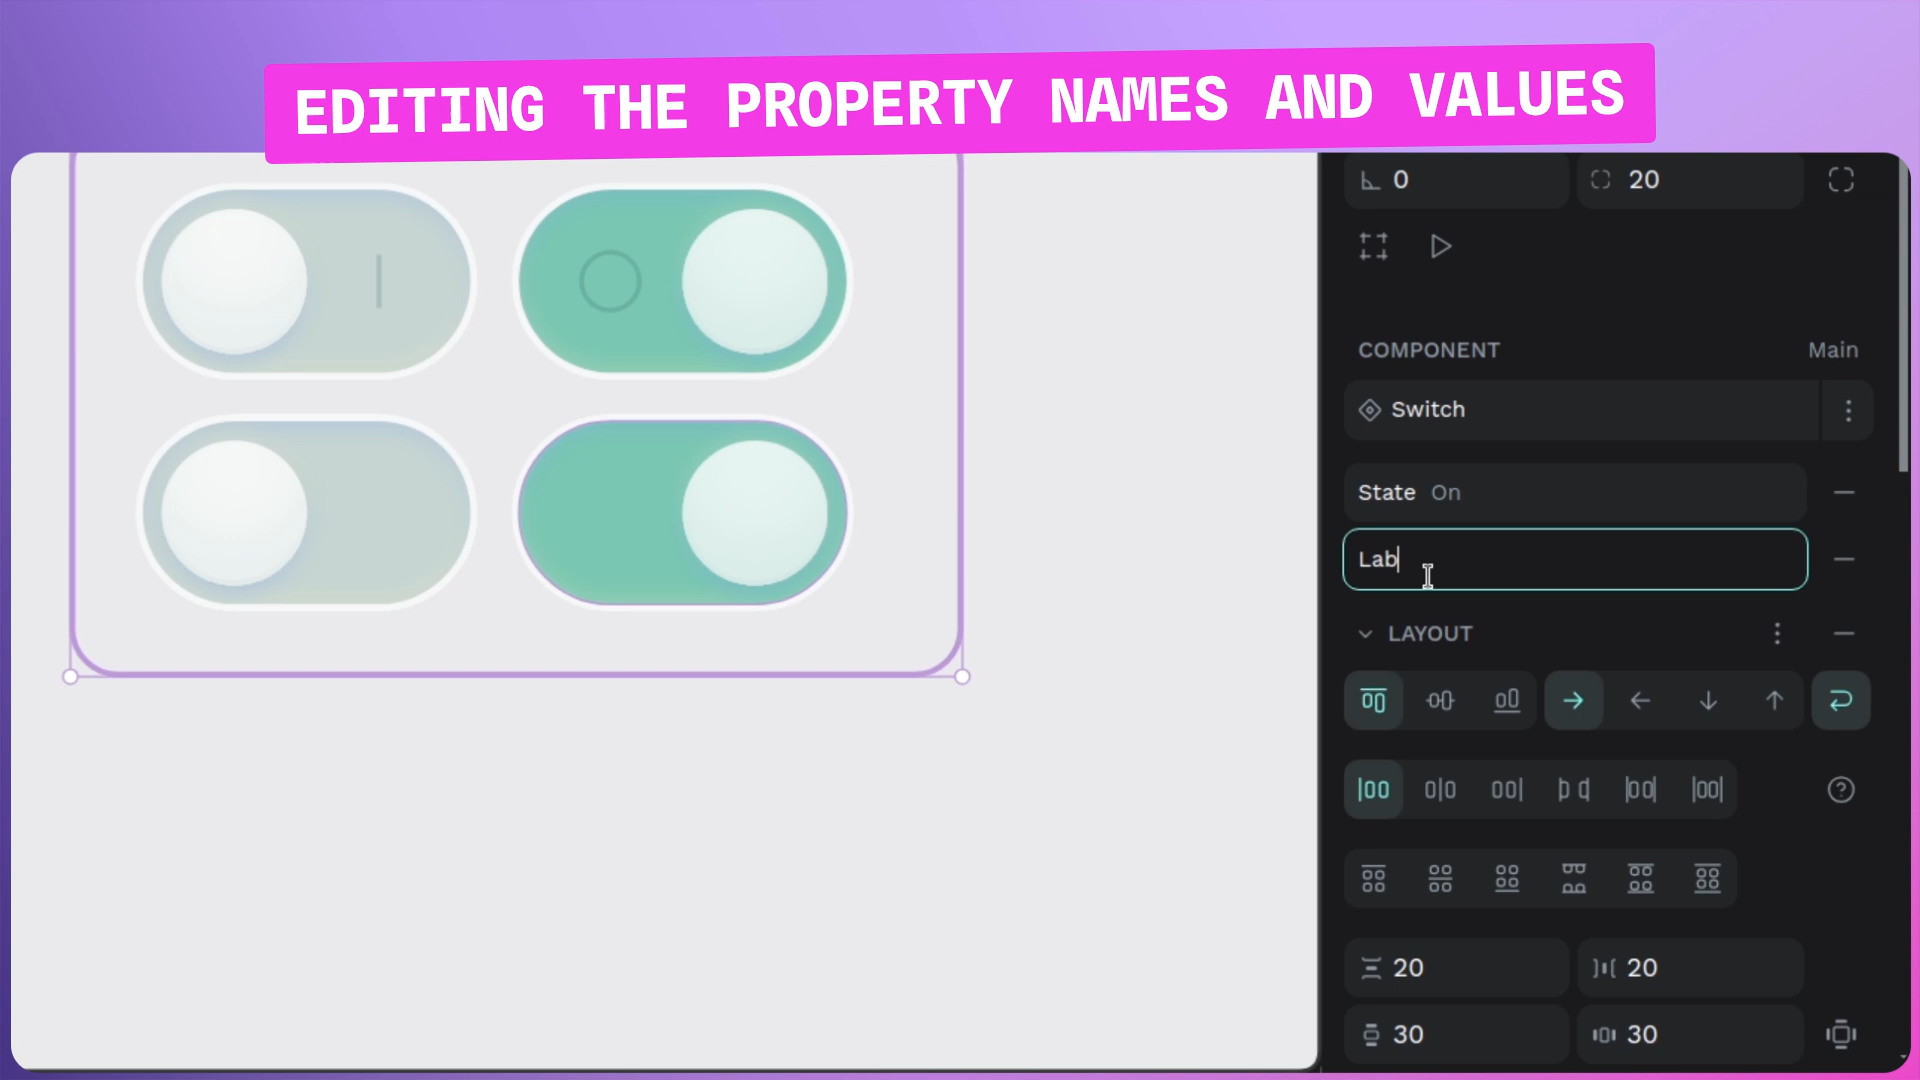 EDITING THE PROPERTY NAMES AND VALUES
0
20
COMPONENT
Main
Switch
State On
Lab
LAYOUT
20
20
30
30